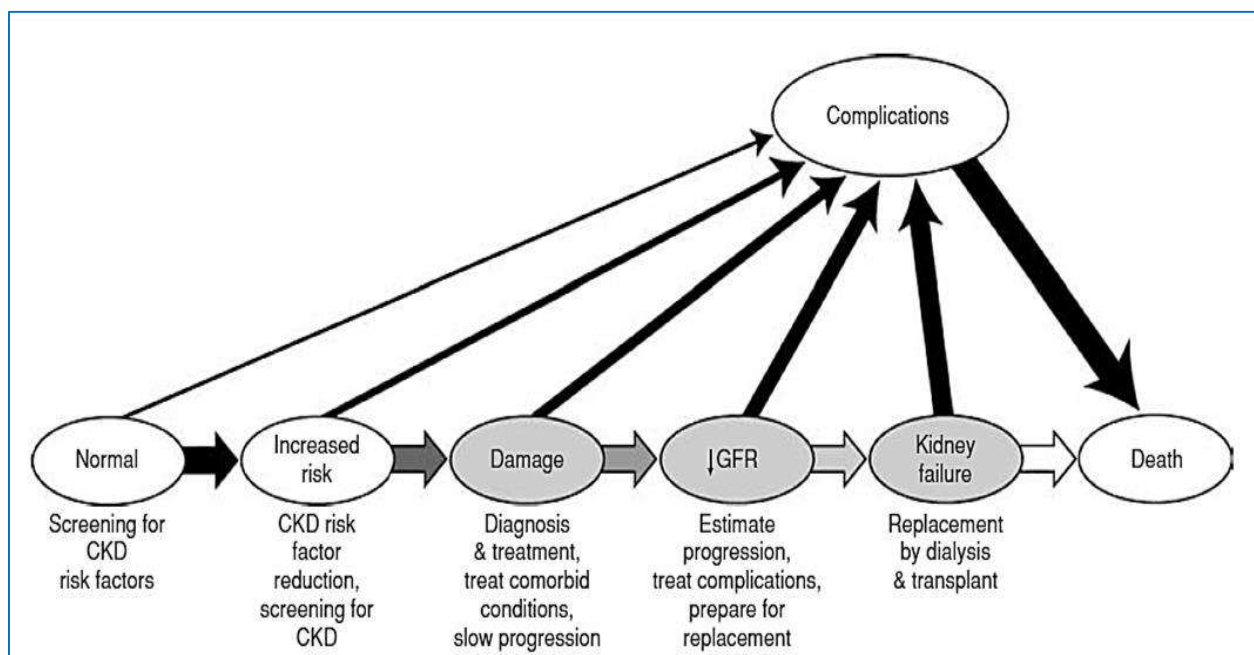 Complications
Normal
Increased
risk
Damage
↓GFR
Kidney
failure
Death
Screening for
CKD
risk factors
CKD risk
factor
reduction,
screening for
CKD
Diagnosis
& treatment,
treat comorbid
conditions,
slow progression
Estimate
progression,
treat complications,
prepare for
replacement
Replacement
by dialysis
& transplant